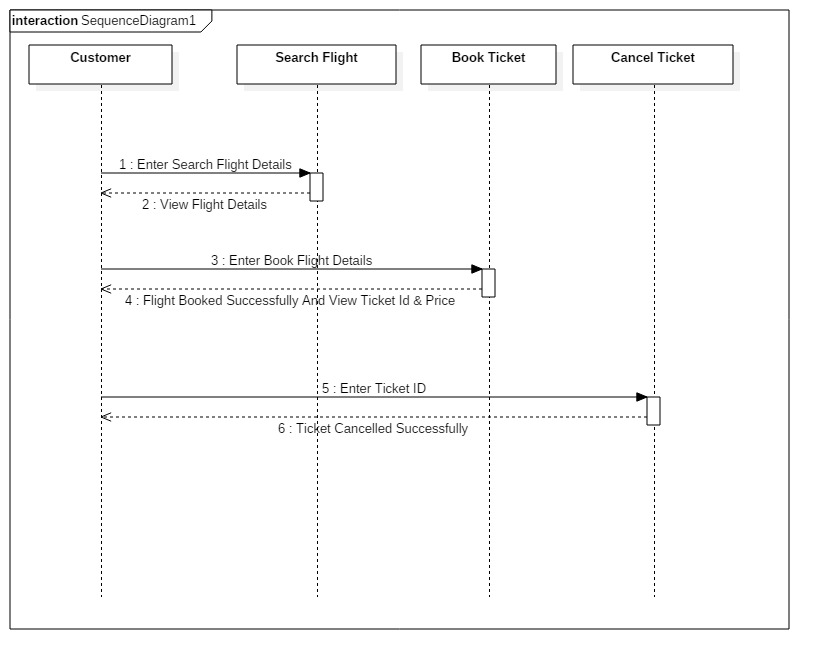 interaction SequenceDiagram1
Customer
Search Flight
Book Ticket
Cancel Ticket
1 : Enter Search Flight Details
2 : View Flight Details
3 : Enter Book Flight Details
4 : Flight Booked Successfully And View Ticket Id & Price
5 : Enter Ticket ID
6 : Ticket Cancelled Successfully